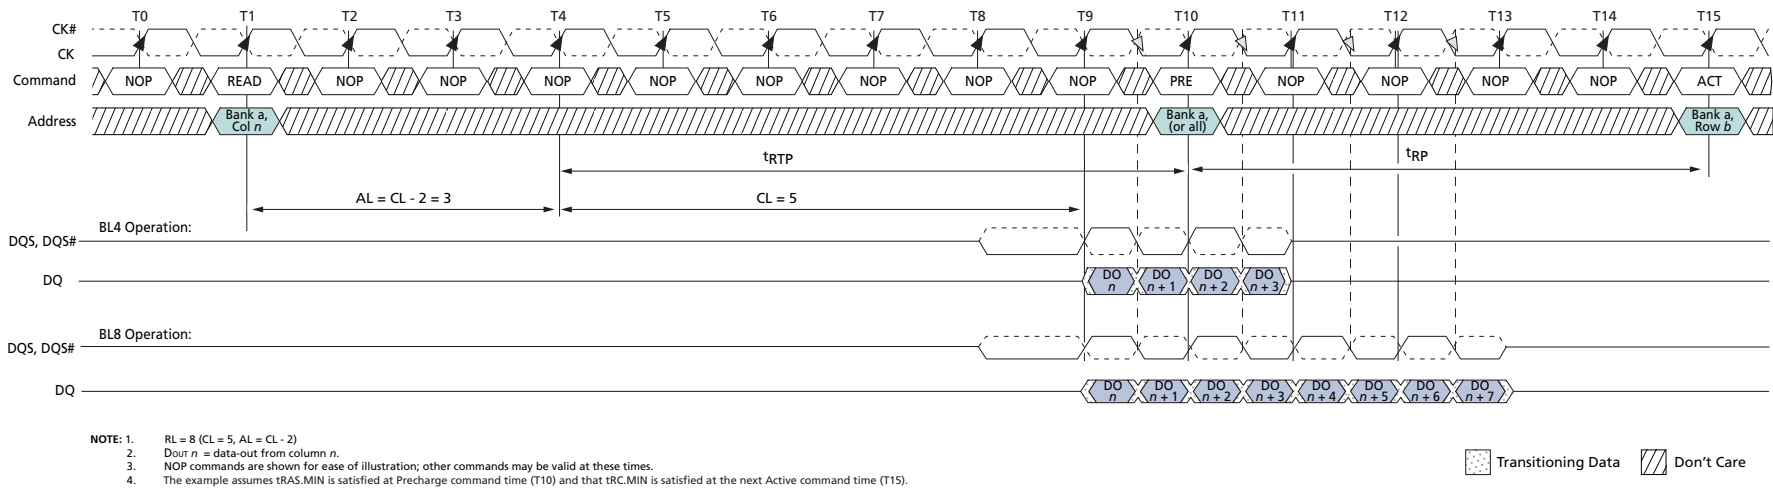 T0 T1 T2 T3 T4 T5 T6 T7 T8 T9 T10 T11 T12 T13 T14 T15
CK#
CK
Command NOP READ NOP NOP NOP NOP NOP NOP NOP NOP PRE NOP NOP NOP NOP ACT
Address Bank a, Col n Bank a, (or all) Bank a, Row b
tRTP tRP
AL = CL - 2 = 3 CL = 5
BL4 Operation:
DQS, DQS#
DQ DO n DO n + 1 DO n + 2 DO n + 3
BL8 Operation:
DQS, DQS#
DQ DO n DO n + 1 DO n + 2 DO n + 3 DO n + 4 DO n + 5 DO n + 6 DO n + 7
NOTE: 1. RL = 8 (CL = 5, AL = CL - 2)
2. DOUT n = data-out from column n.
3. NOP commands are shown for ease of illustration; other commands may be valid at these times.
4. The example assumes tRAS.MIN is satisfied at Precharge command time (T10) and that tRC.MIN is satisfied at the next Active command time (T15).
Transitioning Data Don't Care